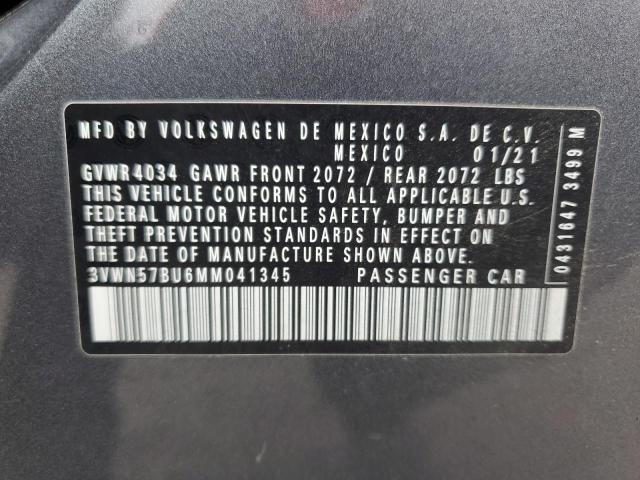 MFD BY VOLKSWAGEN DE MEXICO S.A. DE C.V.
MEXICO 01/21
GVWR4034 GAWR FRONT 2072 / REAR 2072 LBS
THIS VEHICLE CONFORMS TO ALL APPLICABLE U.S.
FEDERAL MOTOR VEHICLE SAFETY, BUMPER AND
THEFT PREVENTION STANDARDS IN EFFECT ON
THE DATE OF MANUFACTURE SHOWN ABOVE.
3VWN57BU6MM041345 PASSENGER CAR
0431647 3499 M